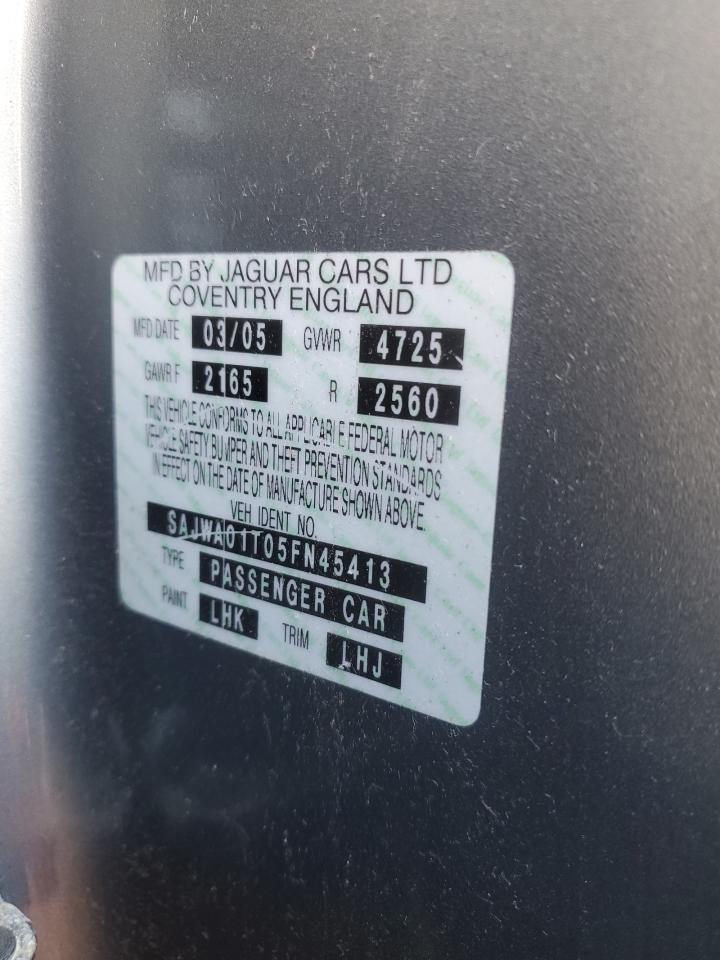 MFD BY JAGUAR CARS LTD
COVENTRY ENGLAND
MFD DATE 03/05 GVWR 4725
GAWR F 2165 R 2560
THIS VEHICLE CONFORMS TO ALL APPLICABLE FEDERAL MOTOR
VEHICLE SAFETY BUMPER AND THEFT PREVENTION STANDARDS
IN EFFECT ON THE DATE OF MANUFACTURE SHOWN ABOVE.
VEH IDENT NO.
SAJWA01T05FN45413
TYPE PASSENGER CAR
PAINT LHK TRIM LHJ